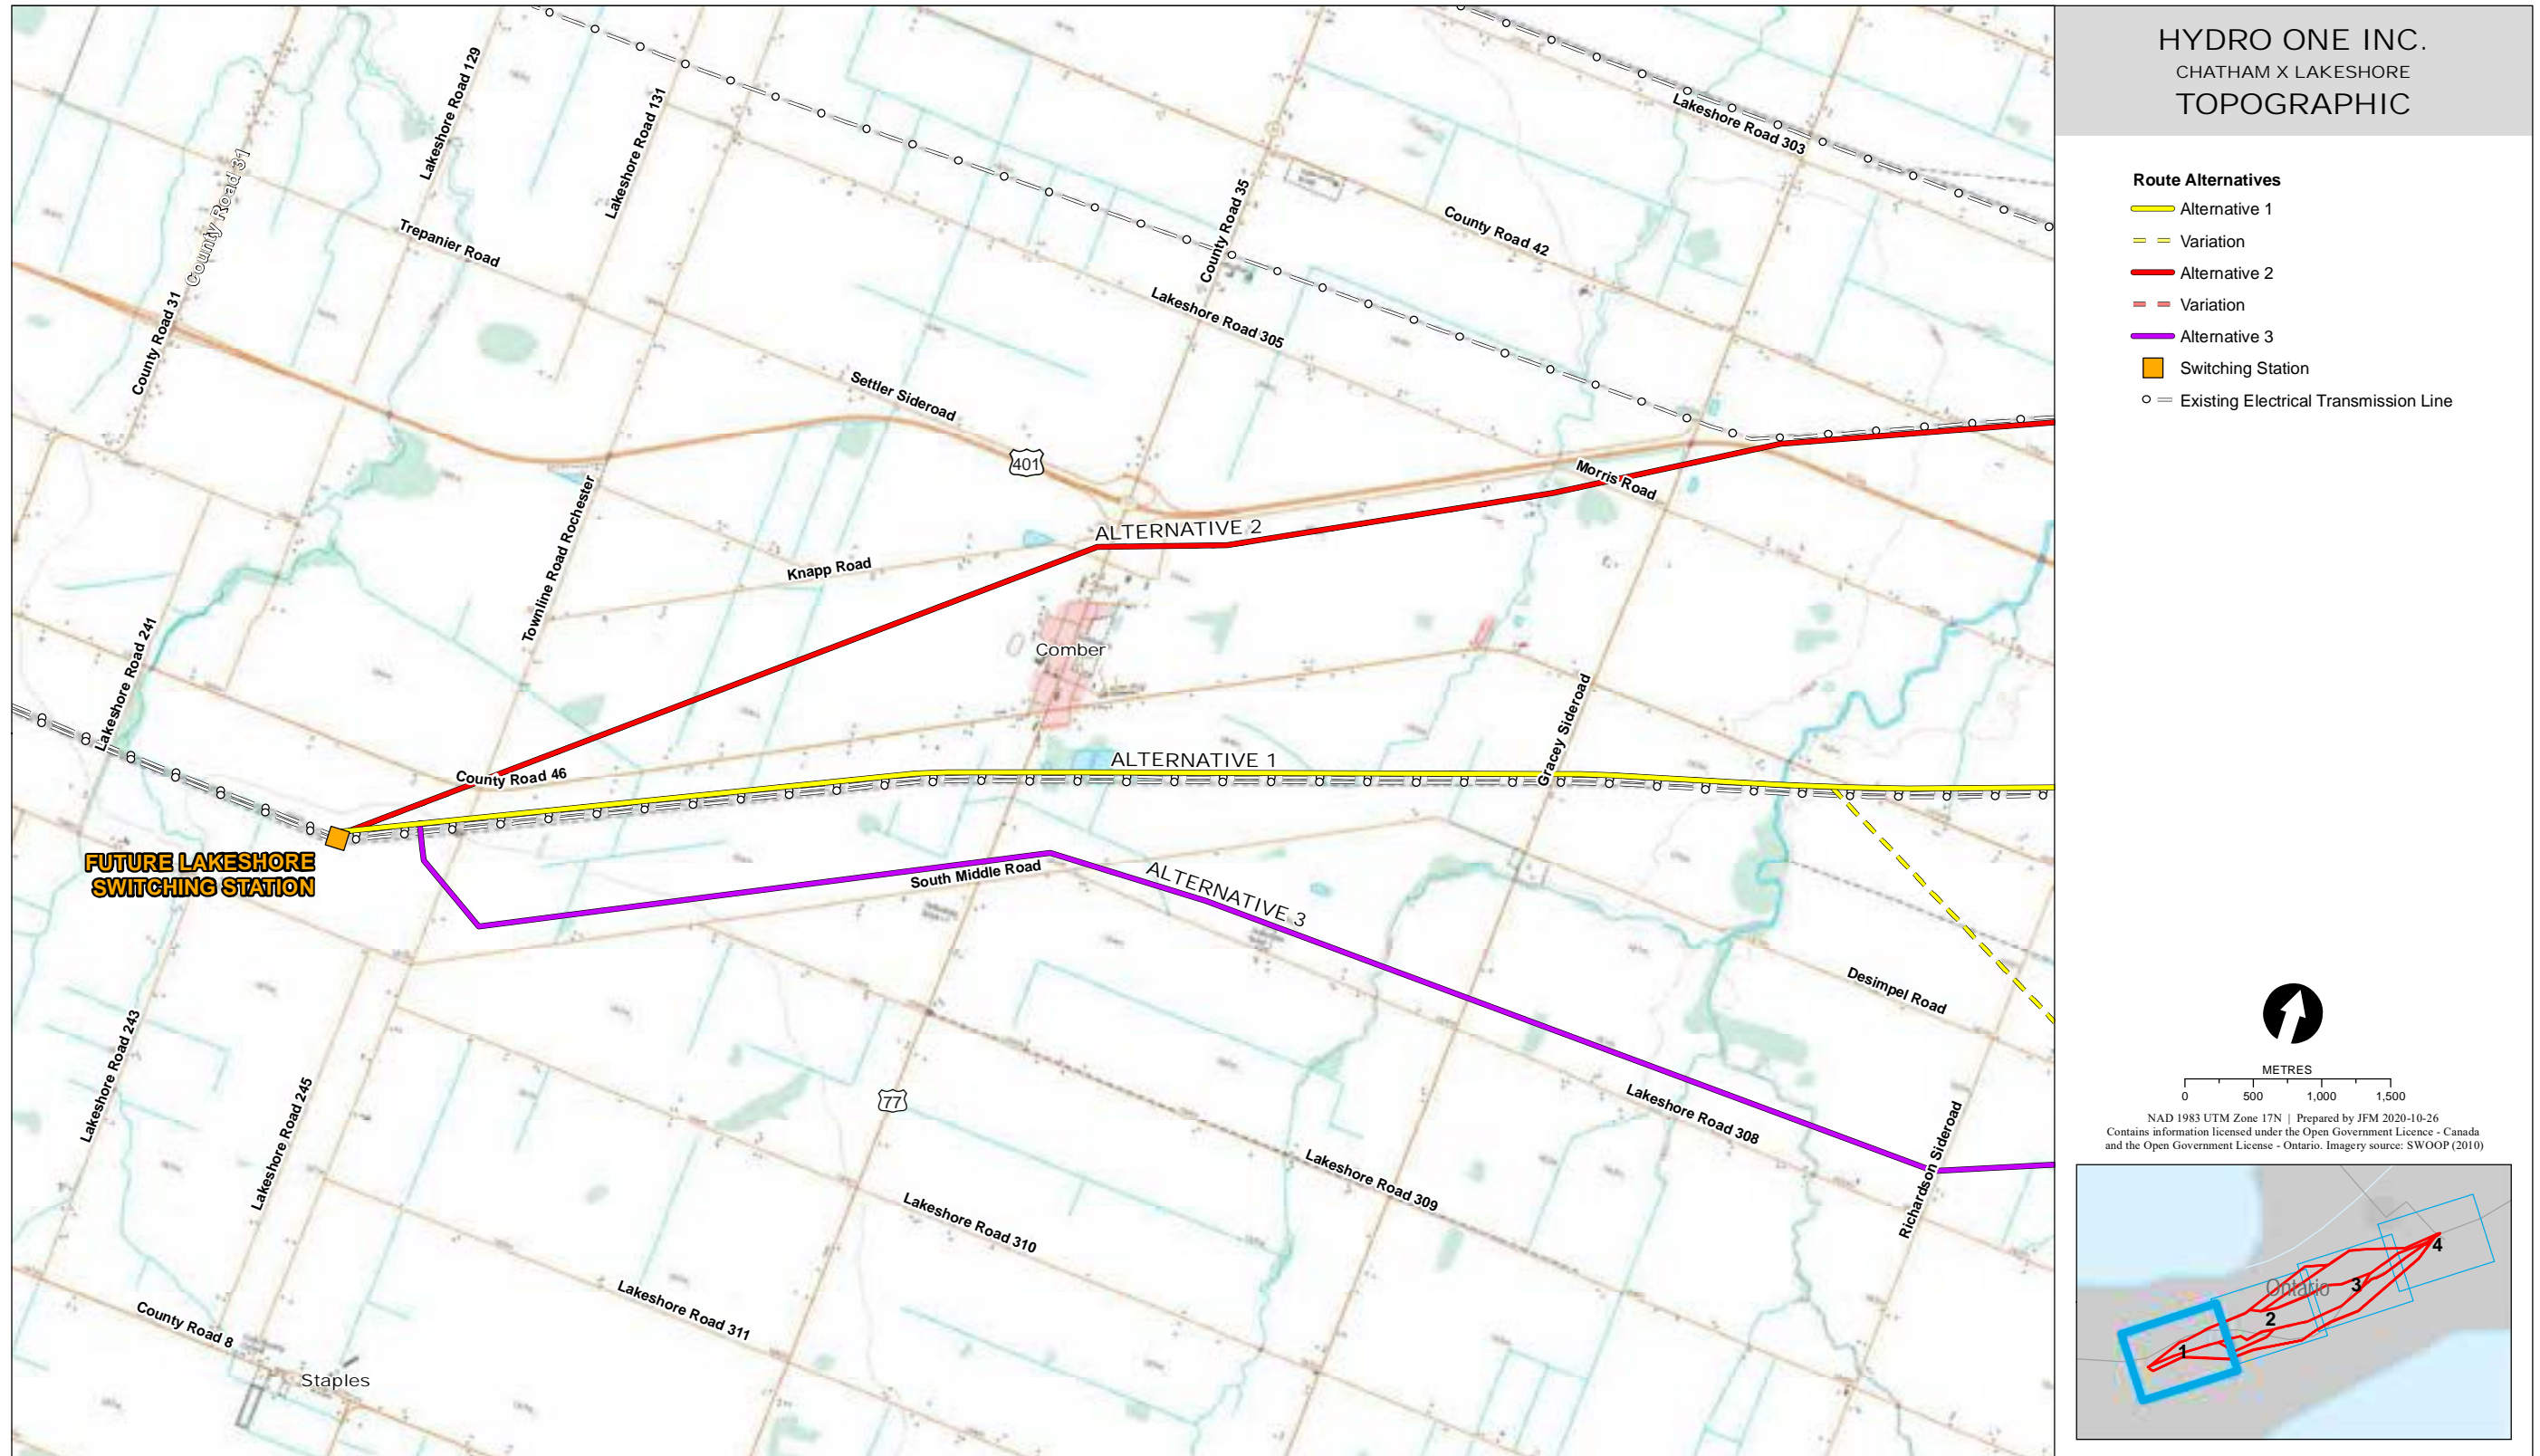 HYDRO ONE INC.
CHATHAM X LAKESHORE
TOPOGRAPHIC
Route Alternatives
Alternative 1
Variation
Alternative 2
Variation
Alternative 3
Switching Station
Existing Electrical Transmission Line
Lakeshore Road 129
Lakeshore Road 131
County Road 31
County Road 31
Trepanier Road
County Road 35
Lakeshore Road 303
County Road 42
Lakeshore Road 305
Settler Sideroad
401
Morris Road
ALTERNATIVE 2
Knapp Road
Townline Road Rochester
Comber
Lakeshore Road 241
Gracey Sideroad
ALTERNATIVE 1
County Road 46
FUTURE LAKESHORE
SWITCHING STATION
South Middle Road
ALTERNATIVE 3
Desimpel Road
Lakeshore Road 243
Lakeshore Road 245
77
Lakeshore Road 308
Richardson Sideroad
Lakeshore Road 309
Lakeshore Road 310
Lakeshore Road 311
County Road 8
Staples
METRES
0 500 1,000 1,500
NAD 1983 UTM Zone 17N | Prepared by JFM 2020-10-26
Contains information licensed under the Open Government Licence - Canada
and the Open Government License - Ontario. Imagery source: SWOOP (2010)
Ontario
1
2
3
4